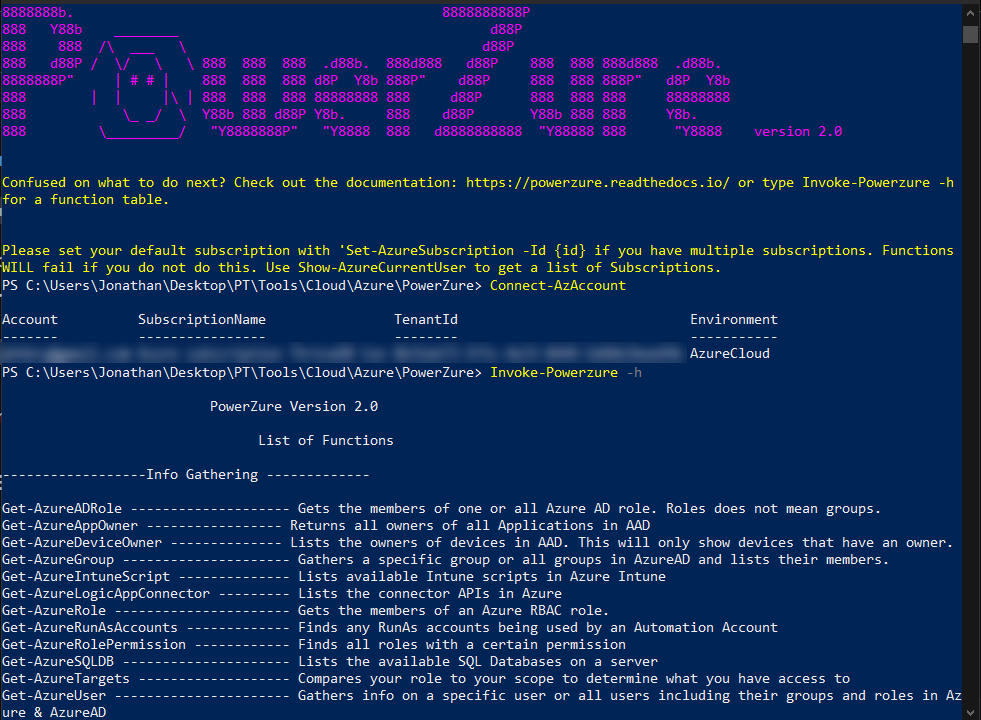 8888888b.                                              8888888888P
888   Y88b    ________                                       d88P
888    888  /\  ___   \                                     d88P
888   d88P /  \/   \   \ 888  888  888  .d88b.  888d888   d88P    888  888 888d888  .d88b.
8888888P"     | # # |    888  888  888 d8P  Y8b 888P"    d88P     888  888 888P"   d8P  Y8b
888        |  |     |\ | 888  888  888 88888888 888     d88P      888  888 888     88888888
888            \_ _/  \  Y88b 888 d88P Y8b.     888    d88P       Y88b 888 888     Y8b.
888         \_________/   "Y8888888P"   "Y8888  888   d8888888888  "Y88888 888      "Y8888    version 2.0
Confused on what to do next? Check out the documentation: https://powerzure.readthedocs.io/ or type Invoke-Powerzure -h
for a function table.
Please set your default subscription with 'Set-AzureSubscription -Id {id} if you have multiple subscriptions. Functions
WILL fail if you do not do this. Use Show-AzureCurrentUser to get a list of Subscriptions.
PS C:\Users\Jonathan\Desktop\PT\Tools\Cloud\Azure\PowerZure> Connect-AzAccount
Account          SubscriptionName                TenantId                             Environment
-------          ----------------                --------                             -----------
AzureCloud
PS C:\Users\Jonathan\Desktop\PT\Tools\Cloud\Azure\PowerZure> Invoke-Powerzure -h
PowerZure Version 2.0
List of Functions
------------------Info Gathering -------------
Get-AzureADRole -------------------- Gets the members of one or all Azure AD role. Roles does not mean groups.
Get-AzureAppOwner ----------------- Returns all owners of all Applications in AAD
Get-AzureDeviceOwner -------------- Lists the owners of devices in AAD. This will only show devices that have an owner.
Get-AzureGroup --------------------- Gathers a specific group or all groups in AzureAD and lists their members.
Get-AzureIntuneScript -------------- Lists available Intune scripts in Azure Intune
Get-AzureLogicAppConnector --------- Lists the connector APIs in Azure
Get-AzureRole ---------------------- Gets the members of an Azure RBAC role.
Get-AzureRunAsAccounts ------------- Finds any RunAs accounts being used by an Automation Account
Get-AzureRolePermission ------------ Finds all roles with a certain permission
Get-AzureSQLDB --------------------- Lists the available SQL Databases on a server
Get-AzureTargets ------------------- Compares your role to your scope to determine what you have access to
Get-AzureUser ---------------------- Gathers info on a specific user or all users including their groups and roles in Az
ure & AzureAD